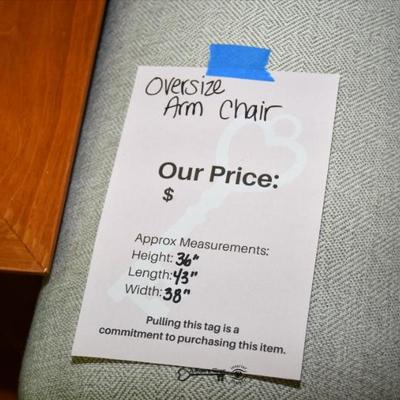 Oversize
Arm Chair
Our Price:
$
Approx Measurements:
Height: 36"
Length: 43"
Width: 38"
Pulling this tag is a
commitment to purchasing this item.